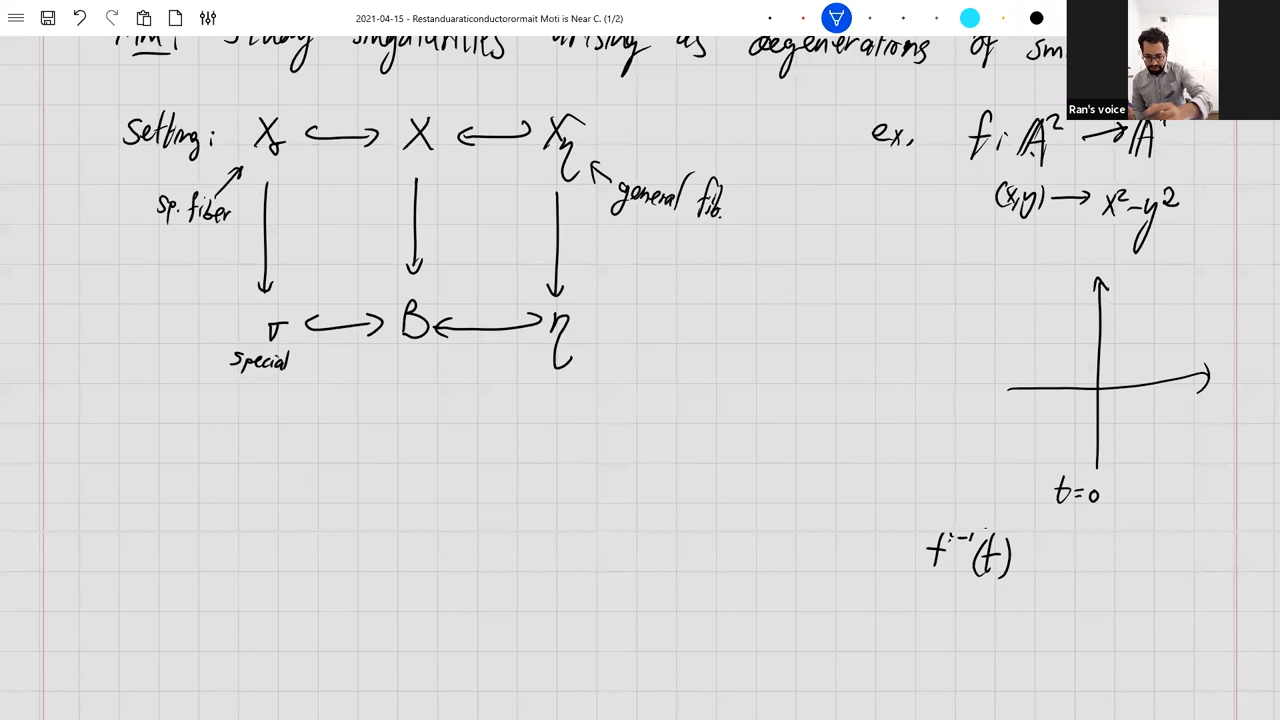 2021-04-15 - Restanduaraticonductorormait Moti is Near C. (1/2)
Ran's voice
Aim: Study singularities arising as degenerations of sm
Setting: X_σ ↪ X ↩ X_η
ex. f: 𝔸² → 𝔸¹
sp. fiber
general fib.
(x,y) → x²-y²
σ ↪ B ↩ η
special
t=0
f⁻¹(t)